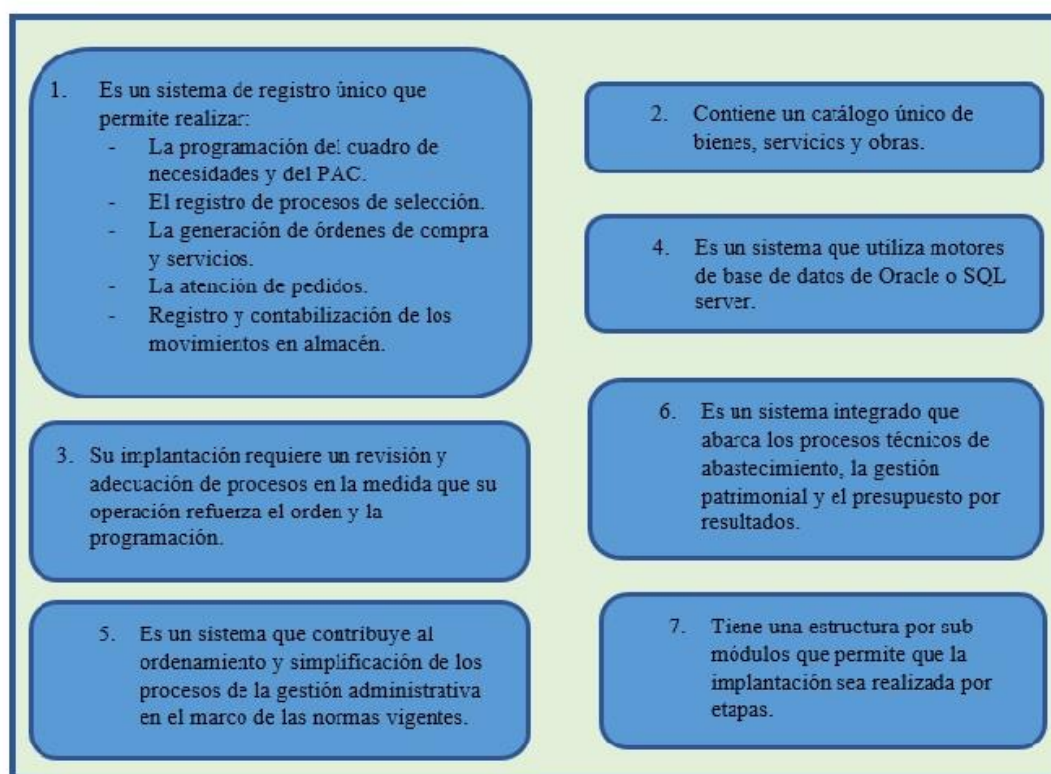 1. Es un sistema de registro único que
permite realizar:
- La programación del cuadro de
necesidades y del PAC.
- El registro de procesos de selección.
- La generación de órdenes de compra
y servicios.
- La atención de pedidos.
- Registro y contabilización de los
movimientos en almacén.
2. Contiene un catálogo único de
bienes, servicios y obras.
3. Su implantación requiere un revisión y
adecuación de procesos en la medida que su
operación refuerza el orden y la
programación.
4. Es un sistema que utiliza motores
de base de datos de Oracle o SQL
server.
5. Es un sistema que contribuye al
ordenamiento y simplificación de los
procesos de la gestión administrativa
en el marco de las normas vigentes.
6. Es un sistema integrado que
abarca los procesos técnicos de
abastecimiento, la gestión
patrimonial y el presupuesto por
resultados.
7. Tiene una estructura por sub
módulos que permite que la
implantación sea realizada por
etapas.